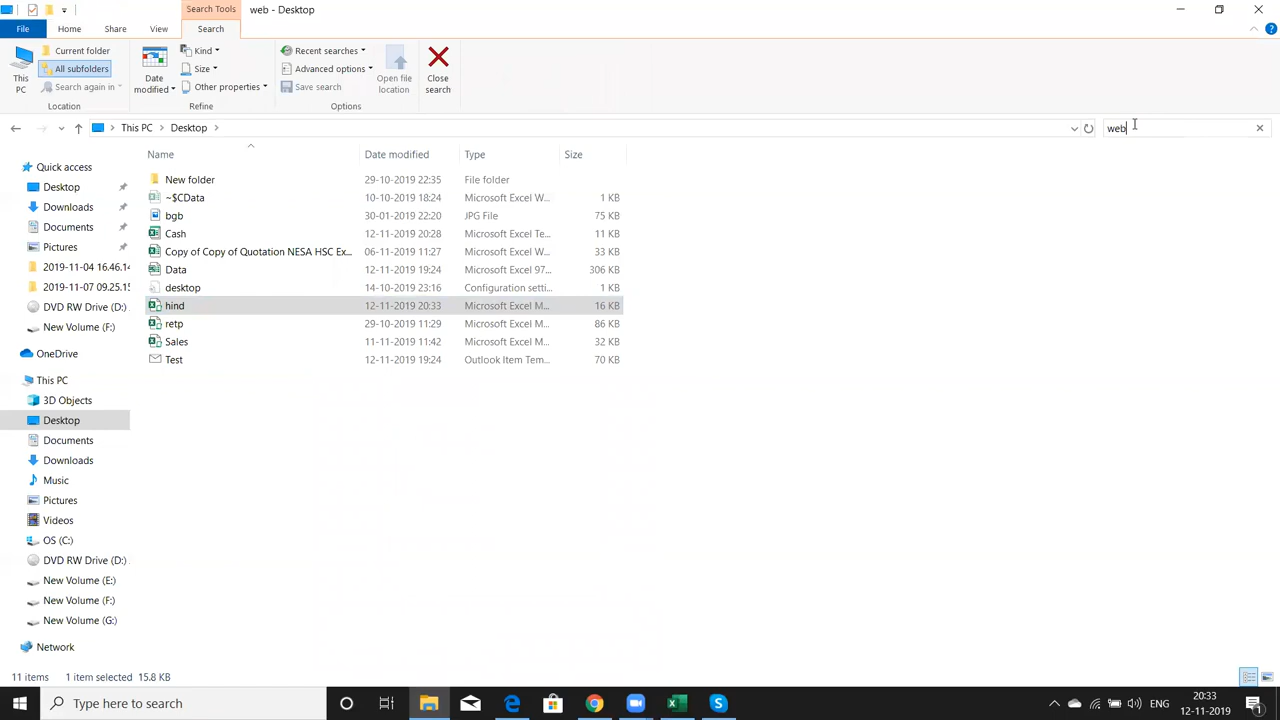 Search Tools
web - Desktop
File
Home
Share
View
Search
This PC
Current folder
All subfolders
Search again in
Location
Date modified
Kind
Size
Other properties
Refine
Recent searches
Advanced options
Save search
Open file location
Options
Close search
This PC
Desktop
web
Name
Date modified
Type
Size
New folder 29-10-2019 22:35 File folder
~$CData 10-10-2019 18:24 Microsoft Excel W... 1 KB
bgb 30-01-2019 22:20 JPG File 75 KB
Cash 12-11-2019 20:28 Microsoft Excel Te... 11 KB
Copy of Copy of Quotation NESA HSC Ex... 06-11-2019 11:27 Microsoft Excel W... 33 KB
Data 12-11-2019 19:24 Microsoft Excel 97... 306 KB
desktop 14-10-2019 23:16 Configuration setti... 1 KB
hind 12-11-2019 20:33 Microsoft Excel M... 16 KB
retp 29-10-2019 11:29 Microsoft Excel M... 86 KB
Sales 11-11-2019 11:42 Microsoft Excel M... 32 KB
Test 12-11-2019 19:24 Outlook Item Tem... 70 KB
Quick access
Desktop
Downloads
Documents
Pictures
2019-11-04 16.46.14
2019-11-07 09.25.15
DVD RW Drive (D:)
New Volume (F:)
OneDrive
This PC
3D Objects
Desktop
Documents
Downloads
Music
Pictures
Videos
OS (C:)
DVD RW Drive (D:)
New Volume (E:)
New Volume (F:)
New Volume (G:)
Network
11 items 1 item selected 15.8 KB
Type here to search
ENG
20:33
12-11-2019